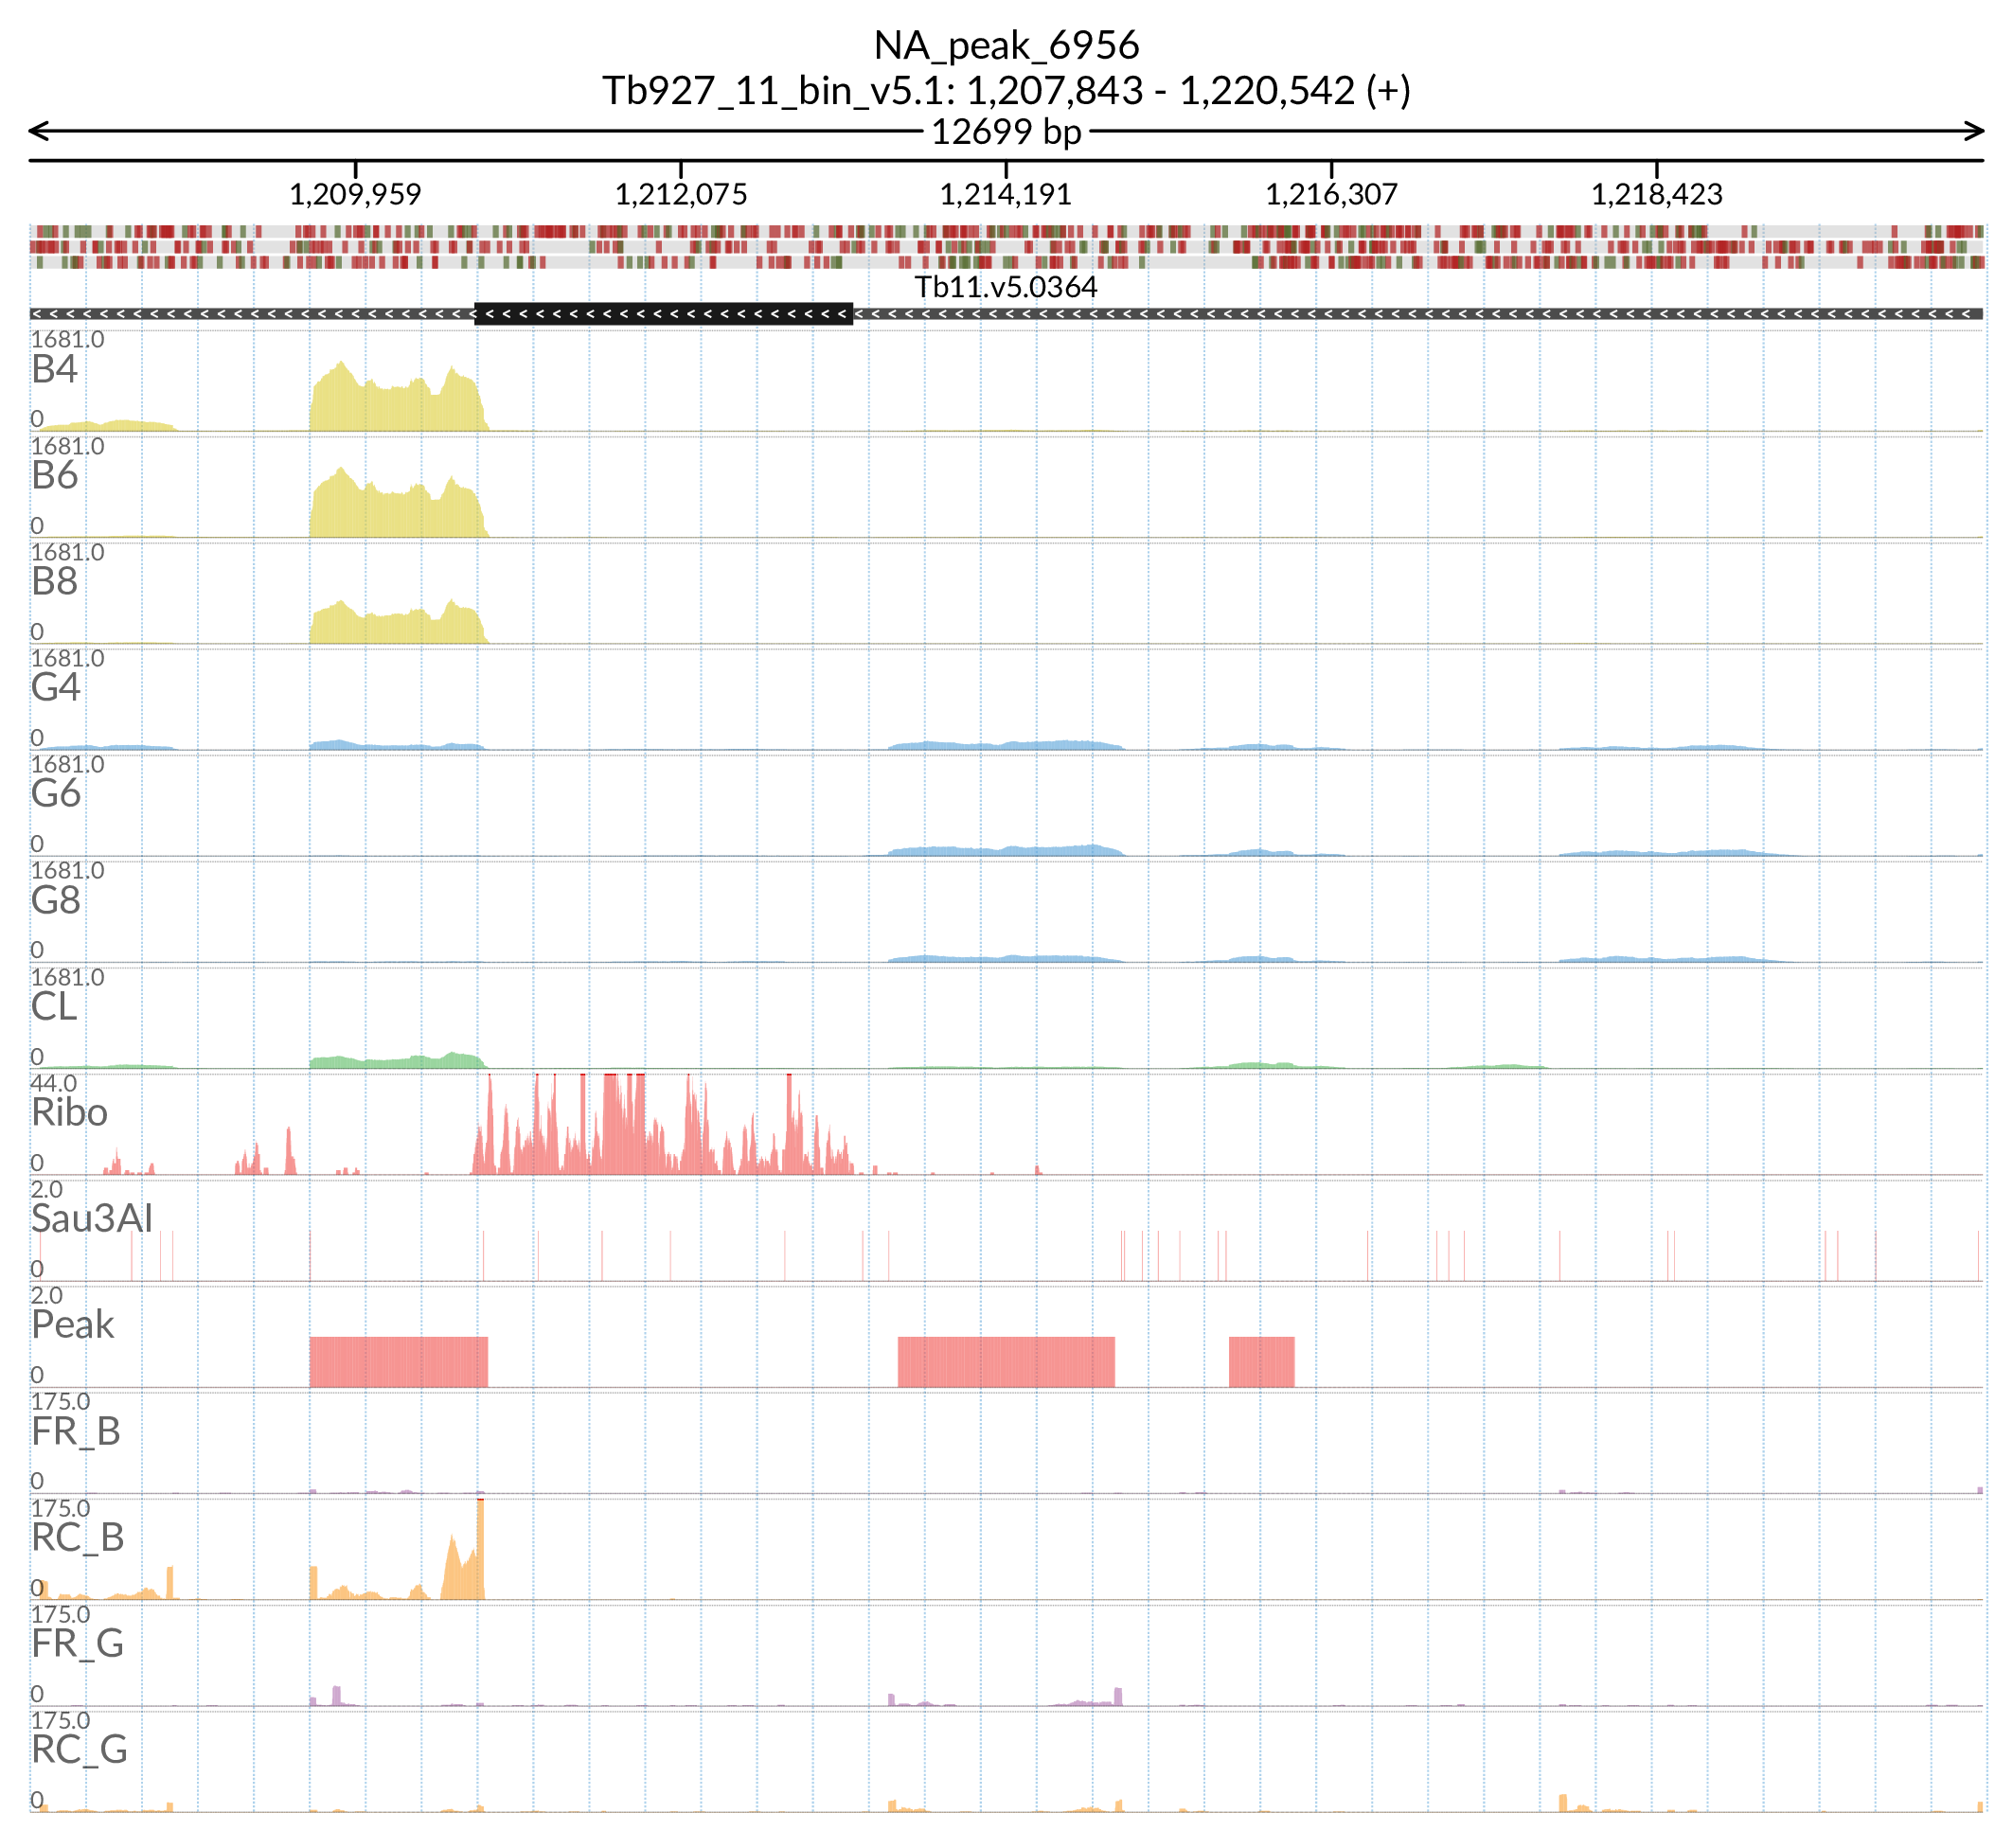 NA_peak_6956
Tb927_11_bin_v5.1: 1,207,843 - 1,220,542 (+)
12699 bp
1,209,959 1,212,075 1,214,191 1,216,307 1,218,423
Tb11.v5.0364
1681.0
B4
0
1681.0
B6
0
1681.0
B8
0
1681.0
G4
0
1681.0
G6
0
1681.0
G8
0
1681.0
CL
0
44.0
Ribo
0
2.0
Sau3AI
0
2.0
Peak
0
175.0
FR_B
0
175.0
RC_B
0
175.0
FR_G
0
175.0
RC_G
0